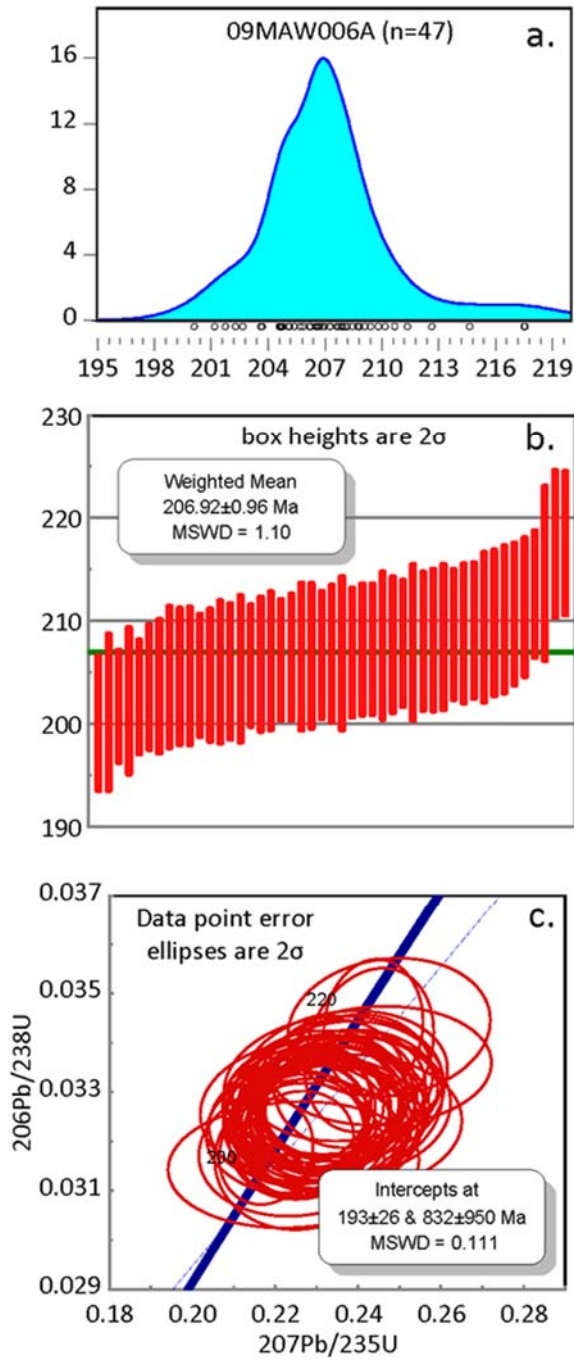 09MAW006A (n=47)
a.
16
12
8
4
0
195 198 201 204 207 210 213 216 219
b.
box heights are 2σ
230
220
210
200
190
Weighted Mean
206.92±0.96 Ma
MSWD = 1.10
c.
Data point error
ellipses are 2σ
0.037
0.035
0.033
0.031
0.029
206Pb/238U
220
200
Intercepts at
193±26 & 832±950 Ma
MSWD = 0.111
0.18 0.20 0.22 0.24 0.26 0.28
207Pb/235U